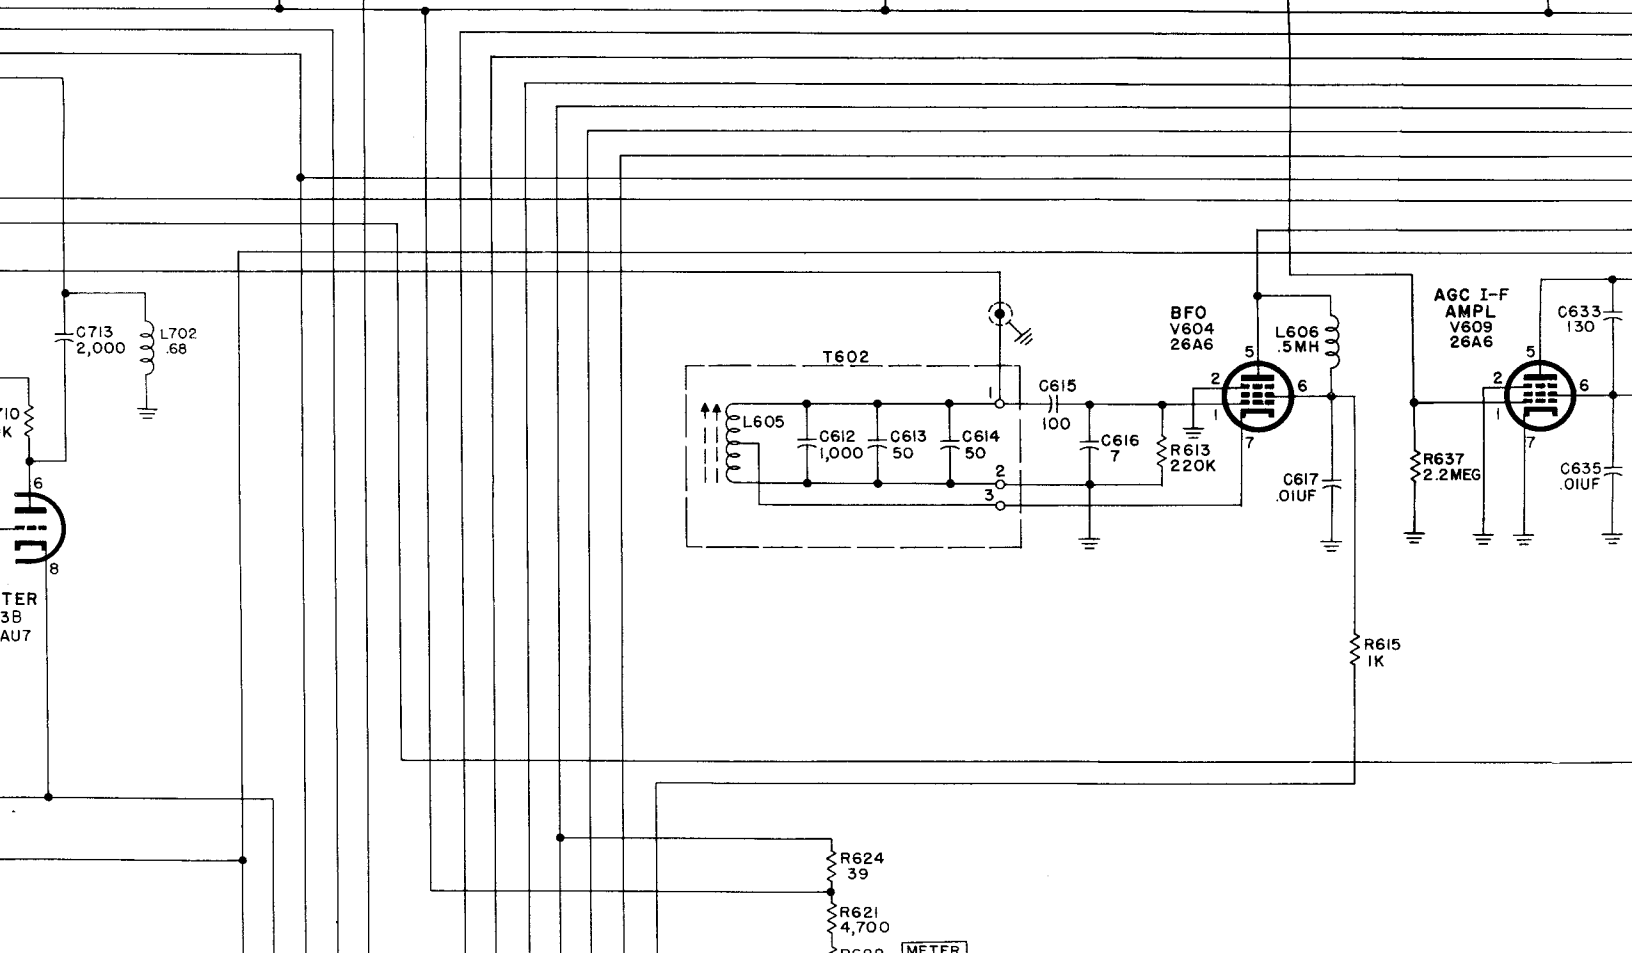 C713
2,000
L702
.68
710
K
6
8
TER
3B
AU7
T602
L605
C612
1,000
C613
50
C614
50
1
2
3
C615
100
C616
7
R613
220K
BFO
V604
26A6
L606
.5MH
5
2
1
6
7
C617
.01UF
R615
1K
AGC I-F
AMPL
V609
26A6
C633
130
5
2
1
6
7
R637
2.2MEG
C635
.01UF
R624
39
R621
4,700
METER